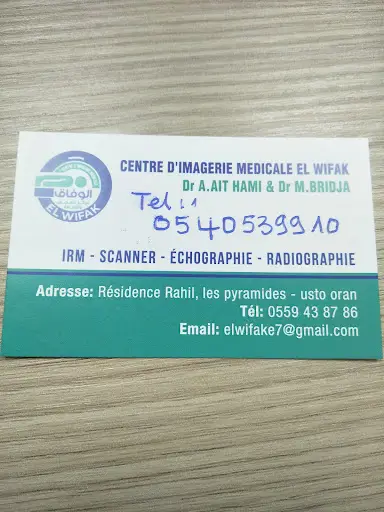 الوفاق
EL WIFAK
CENTRE D'IMAGERIE MEDICALE EL WIFAK
Dr A.AIT HAMI & Dr M.BRIDJA
Tel :
0540539910
IRM - SCANNER - ÉCHOGRAPHIE - RADIOGRAPHIE
Adresse: Résidence Rahil, les pyramides - usto oran
Tél: 0559 43 87 86
Email: elwifake7@gmail.com